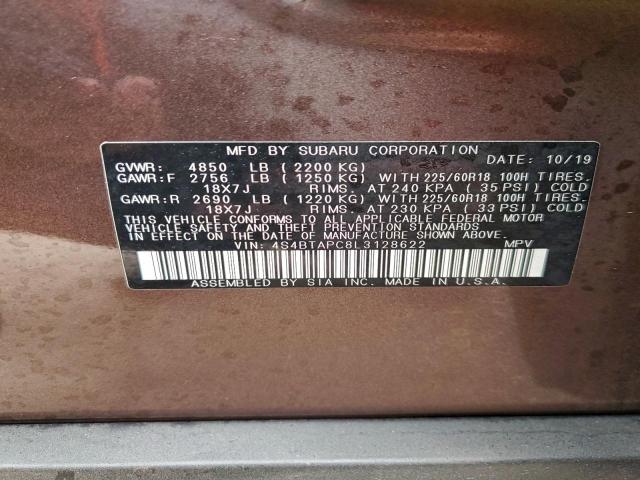 MFD BY SUBARU CORPORATION
GVWR: 4850 LB (2200 KG) DATE: 10/19
GAWR:F 2756 LB (1250 KG) WITH 225/60R18 100H TIRES.
18X7J RIMS. AT 240 KPA (35 PSI) COLD
GAWR:R 2690 LB (1220 KG) WITH 225/60R18 100H TIRES.
18X7J RIMS. AT 230 KPA (33 PSI) COLD
THIS VEHICLE CONFORMS TO ALL APPLICABLE FEDERAL MOTOR
VEHICLE SAFETY AND THEFT PREVENTION STANDARDS IN
EFFECT ON THE DATE OF MANUFACTURE SHOWN ABOVE.
VIN: 4S4BTAPC8L3128622 MPV
ASSEMBLED BY SIA INC. MADE IN U.S.A.